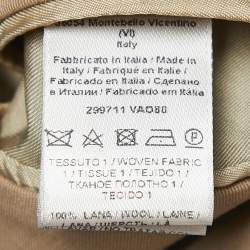 36054 Montebello Vicentino
(VI)
Italy
Fabbricato in Italia / Made in
Italy / Fabriqué en Italie /
Fabricado en Italia / Сделано
в Италии / Fabricado em Itália
299711 VAO80
TESSUTO 1 / WOVEN FABRIC
1 / TISSUE 1 / TEJIDO 1 /
ТКАНОЕ ПОЛОТНО 1 /
TECIDO 1
100% LANA / WOOL / LAINE /